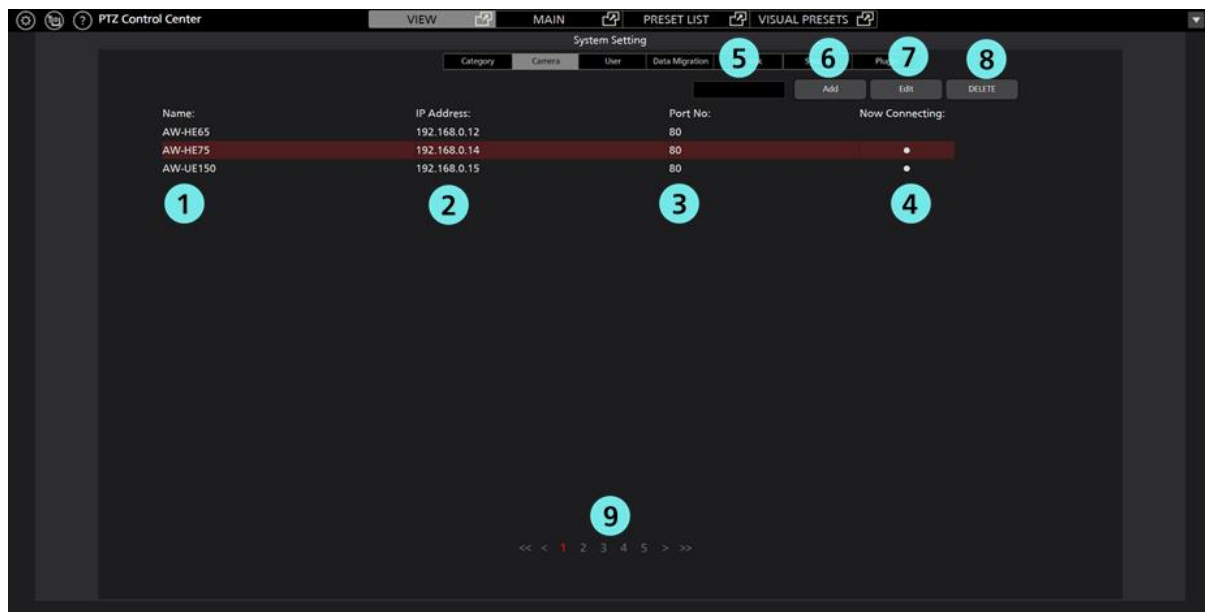 ? PTZ Control Center VIEW MAIN PRESET LIST VISUAL PRESETS
System Setting
Category Camera User Data Migration 5 6 7 8
Add Edit DELETE
Name: IP Address: Port No: Now Connecting:
AW-HE65 192.168.0.12 80
AW-HE75 192.168.0.14 80
AW-UE150 192.168.0.15 80
1 2 3 4
9
<< < 1 2 3 4 5 > >>